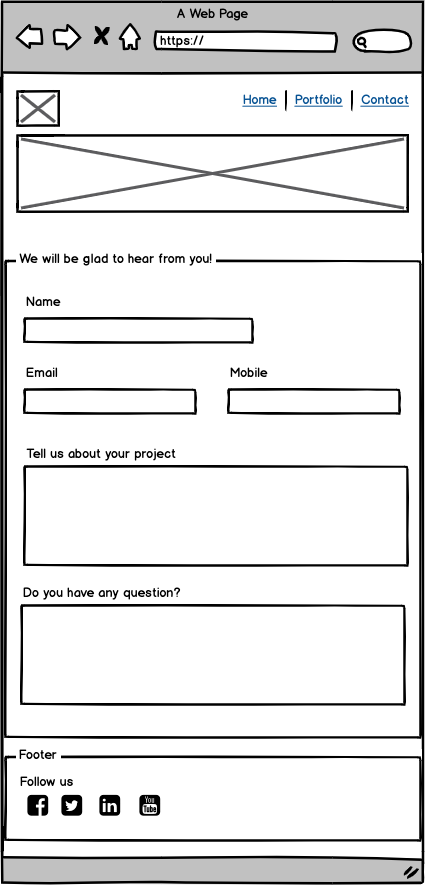 A Web Page
https://
Home | Portfolio | Contact
We will be glad to hear from you!
Name
Email Mobile
Tell us about your project
Do you have any question?
Footer
Follow us
f in You Tube